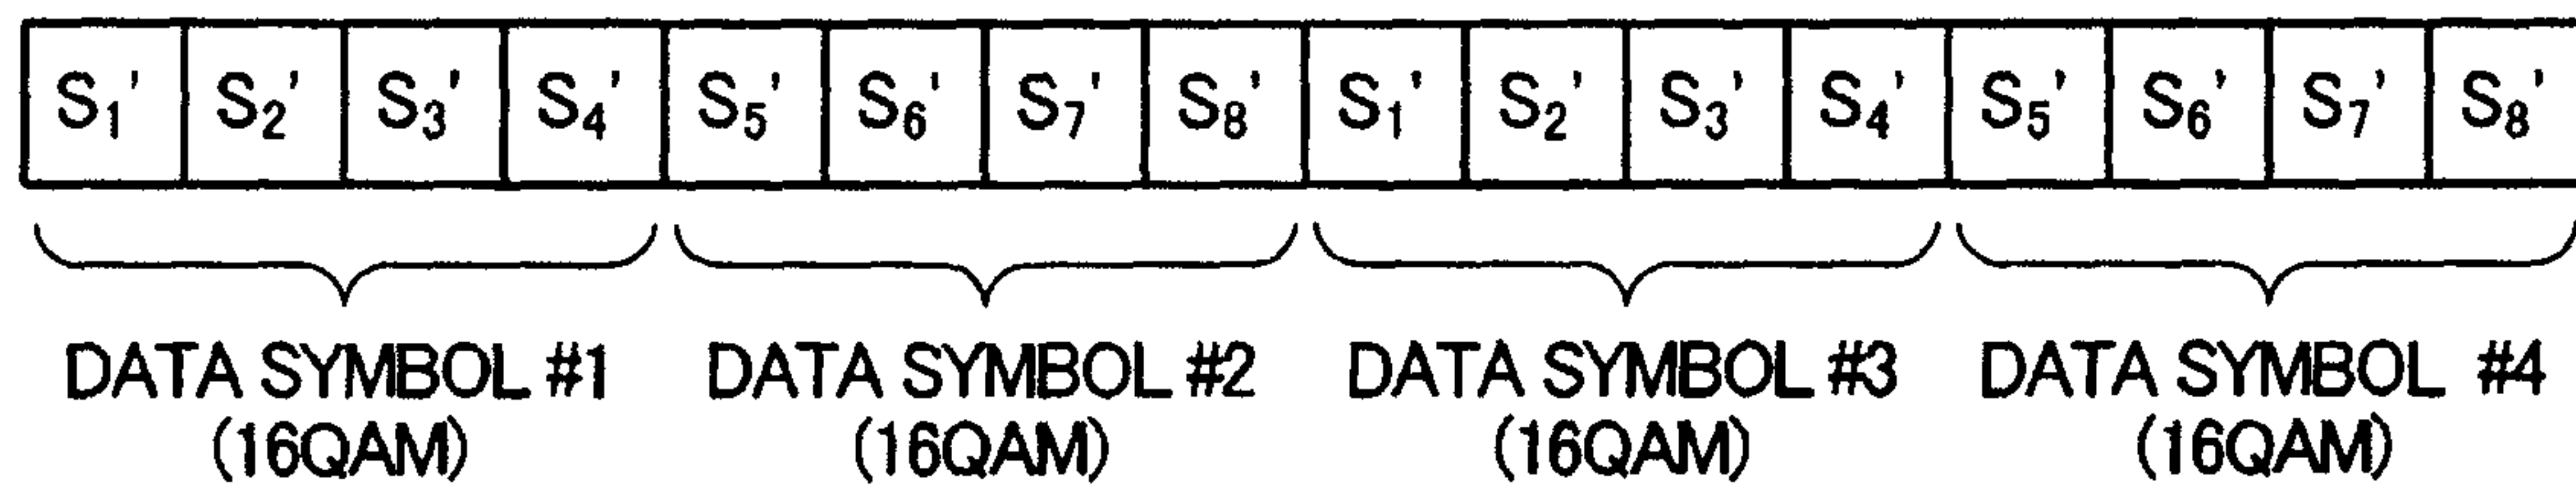 S₁' S₂' S₃' S₄' S₅' S₆' S₇' S₈' S₁' S₂' S₃' S₄' S₅' S₆' S₇' S₈'
DATA SYMBOL #1 DATA SYMBOL #2 DATA SYMBOL #3 DATA SYMBOL #4
(16QAM) (16QAM) (16QAM) (16QAM)